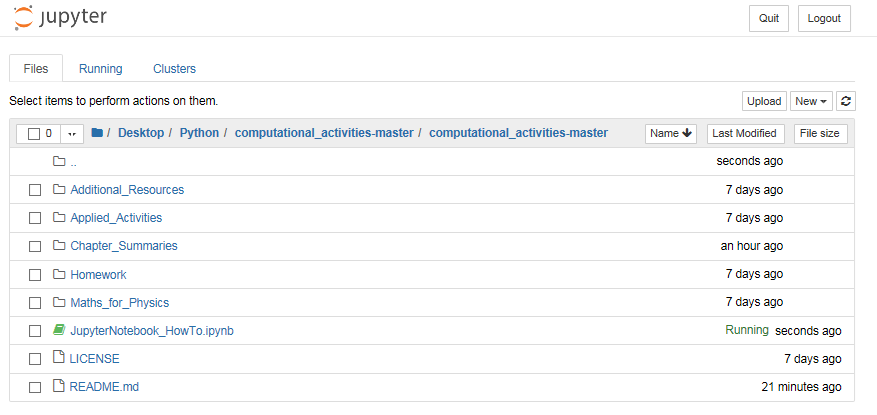 jupyter Quit Logout
Files Running Clusters
Select items to perform actions on them. Upload New
0 / Desktop / Python / computational_activities-master / computational_activities-master Name Last Modified File size
.. seconds ago
Additional_Resources 7 days ago
Applied_Activities 7 days ago
Chapter_Summaries an hour ago
Homework 7 days ago
Maths_for_Physics 7 days ago
JupyterNotebook_HowTo.ipynb Running seconds ago
LICENSE 7 days ago
README.md 21 minutes ago